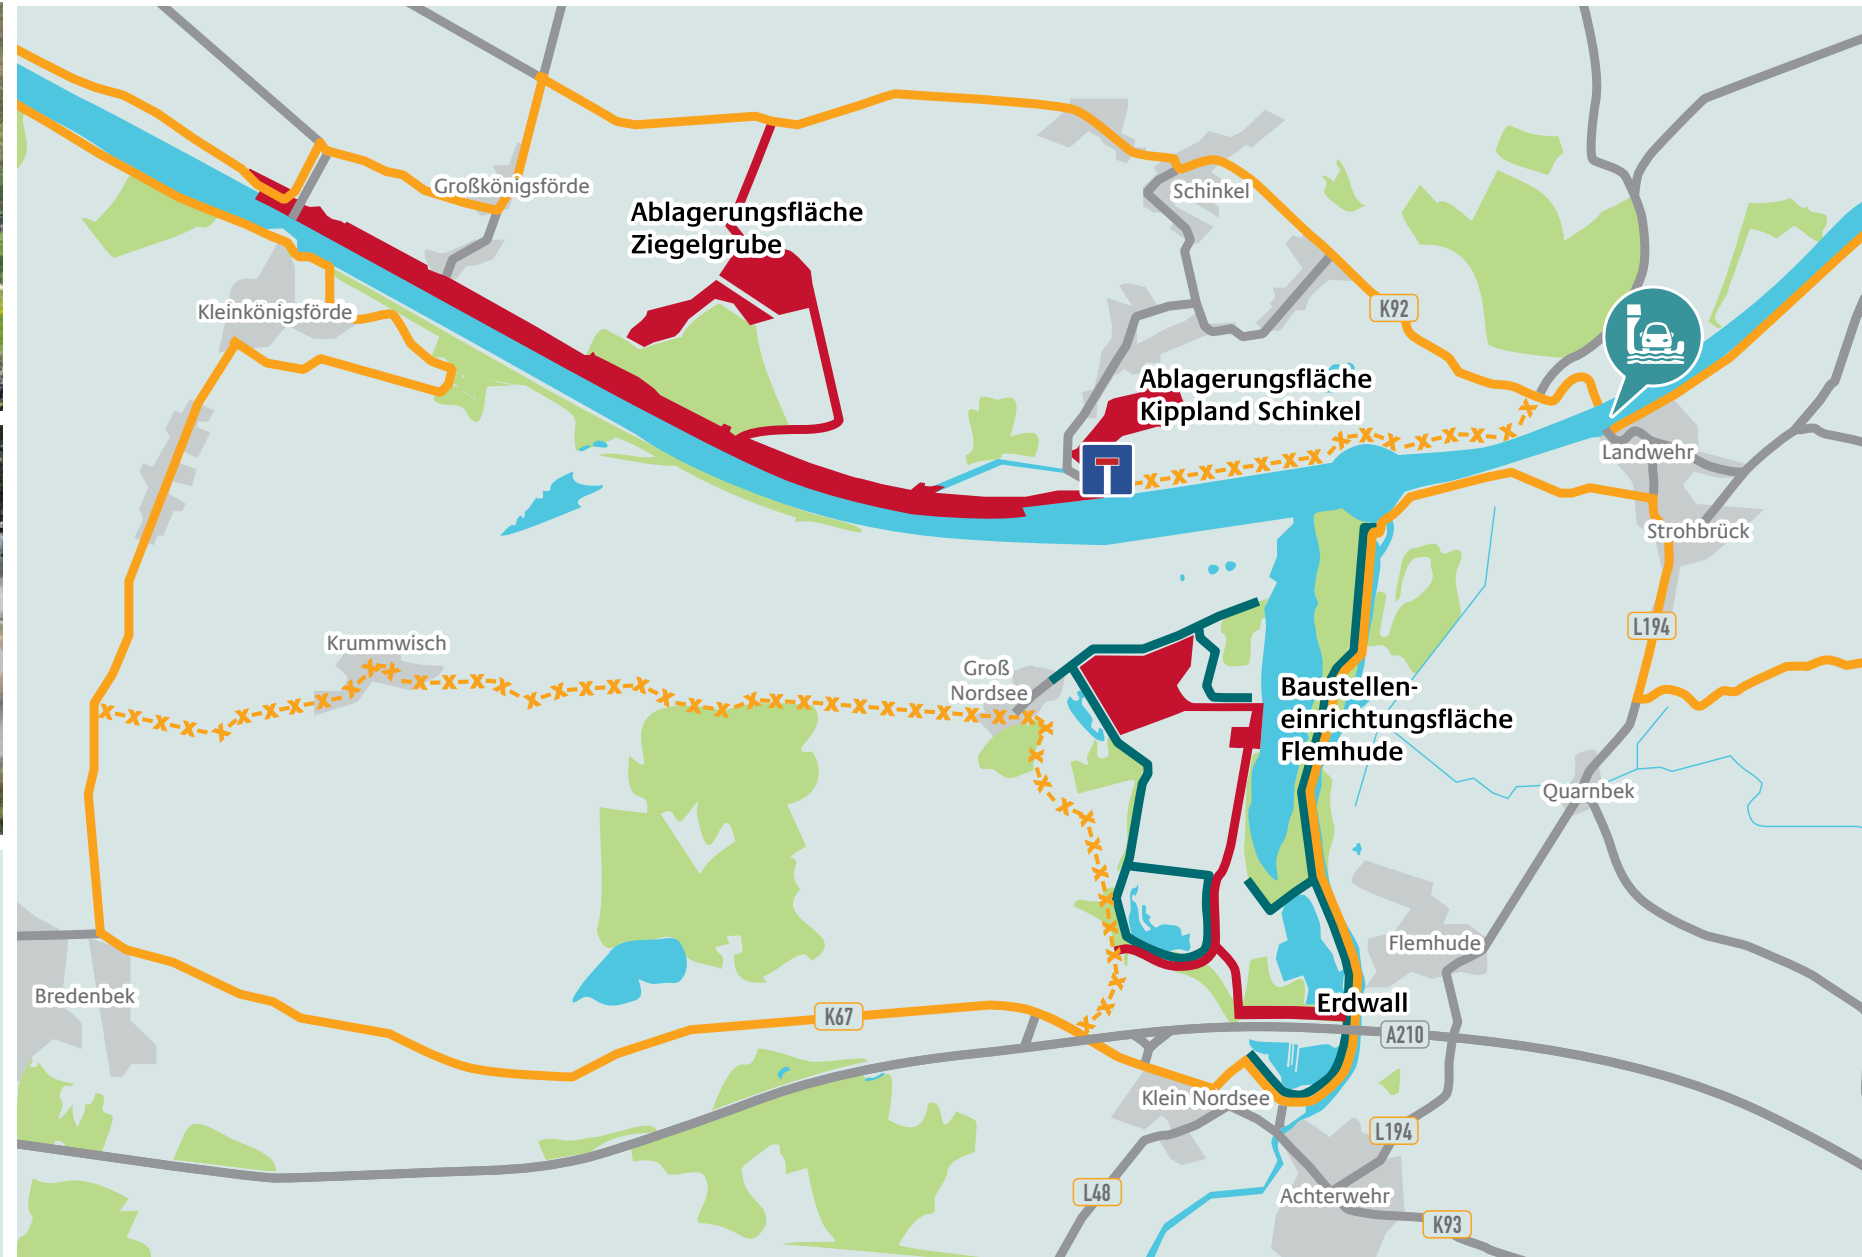 Großkönigsförde
Schinkel
Ablagerungsfläche
Ziegelgrube
Kleinkönigsförde
K92
Ablagerungsfläche
Kippland Schinkel
Landwehr
Strohbrück
L194
Krummwisch
Groß
Nordsee
Baustellen-
einrichtungsfläche
Flemhude
Quarnbek
Flemhude
Bredenbek
Erdwall
K67
A210
Klein Nordsee
L194
L48
Achterwehr
K93